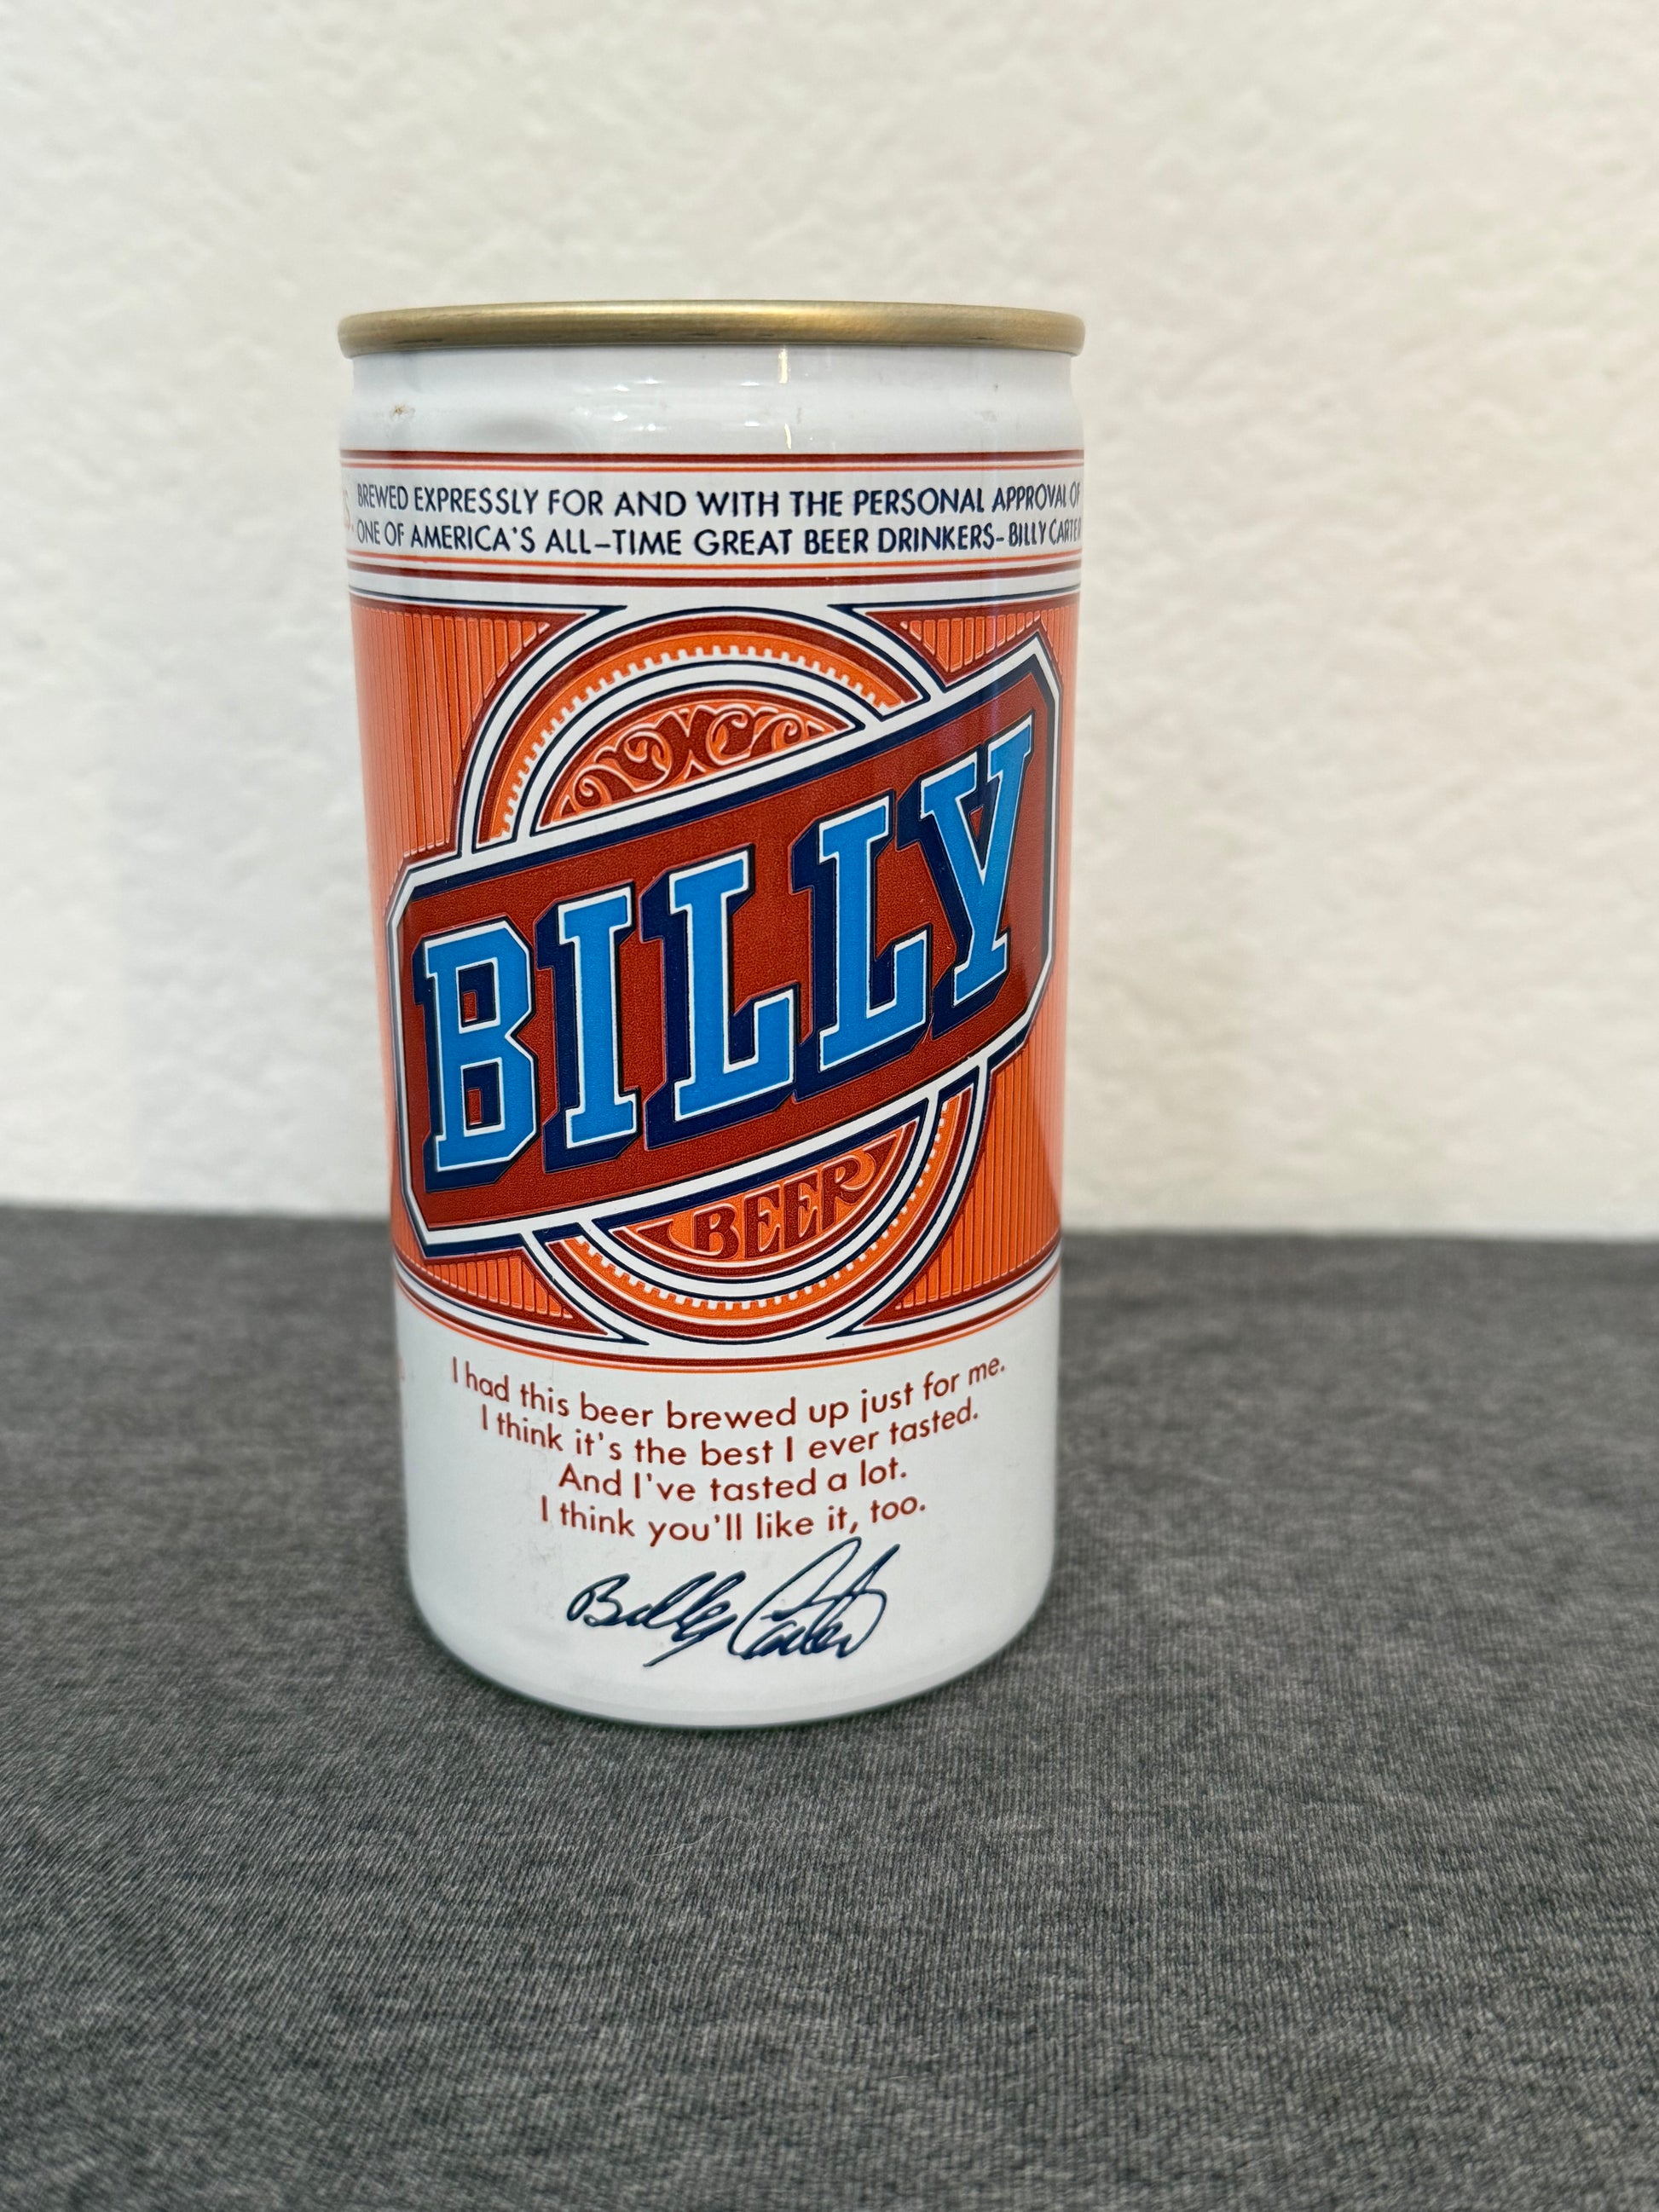 BREWED EXPRESSLY FOR AND WITH THE PERSONAL APPROVAL OF
ONE OF AMERICA'S ALL-TIME GREAT BEER DRINKERS-BILLY CARTER
BILLY
BEER
I had this beer brewed up just for me.
I think it's the best I ever tasted.
And I've tasted a lot.
I think you'll like it, too.
Billy Carter